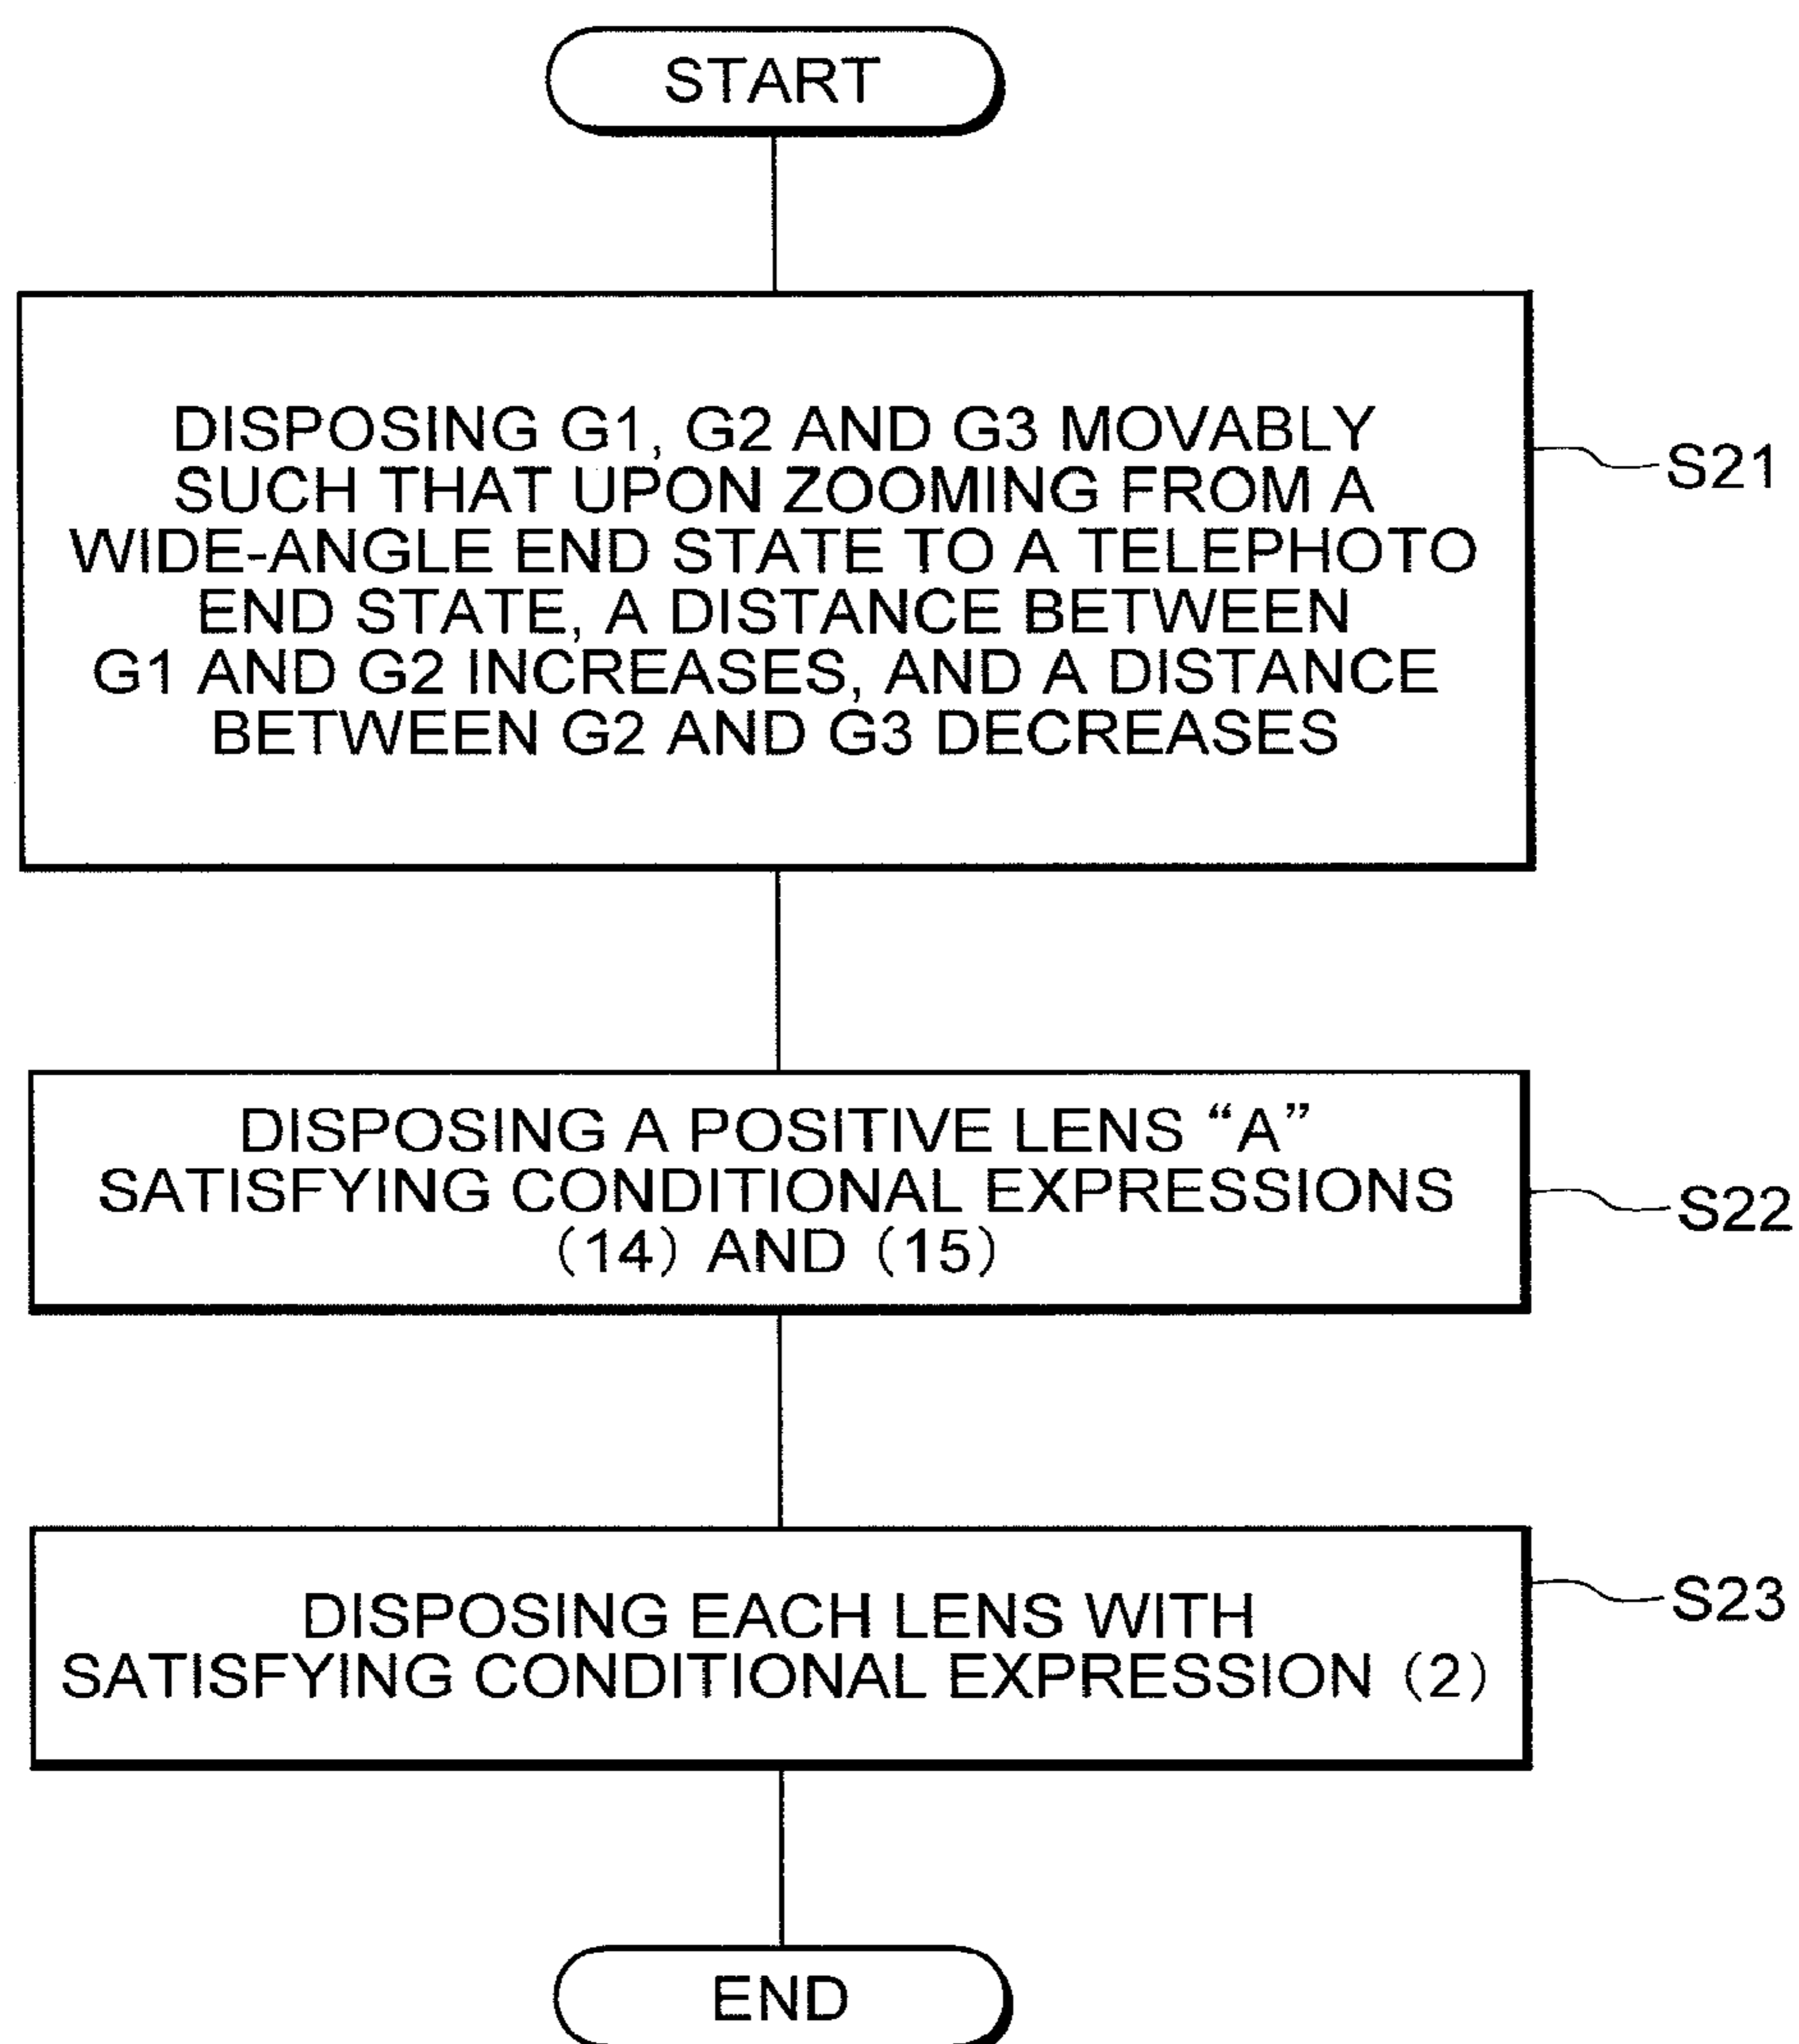 START
DISPOSING G1, G2 AND G3 MOVABLY
SUCH THAT UPON ZOOMING FROM A
WIDE-ANGLE END STATE TO A TELEPHOTO
END STATE, A DISTANCE BETWEEN
G1 AND G2 INCREASES, AND A DISTANCE
BETWEEN G2 AND G3 DECREASES
S21
DISPOSING A POSITIVE LENS “A”
SATISFYING CONDITIONAL EXPRESSIONS
(14) AND (15)
S22
DISPOSING EACH LENS WITH
SATISFYING CONDITIONAL EXPRESSION (2)
S23
END